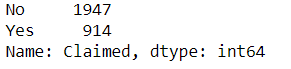 No     1947
Yes     914
Name: Claimed, dtype: int64